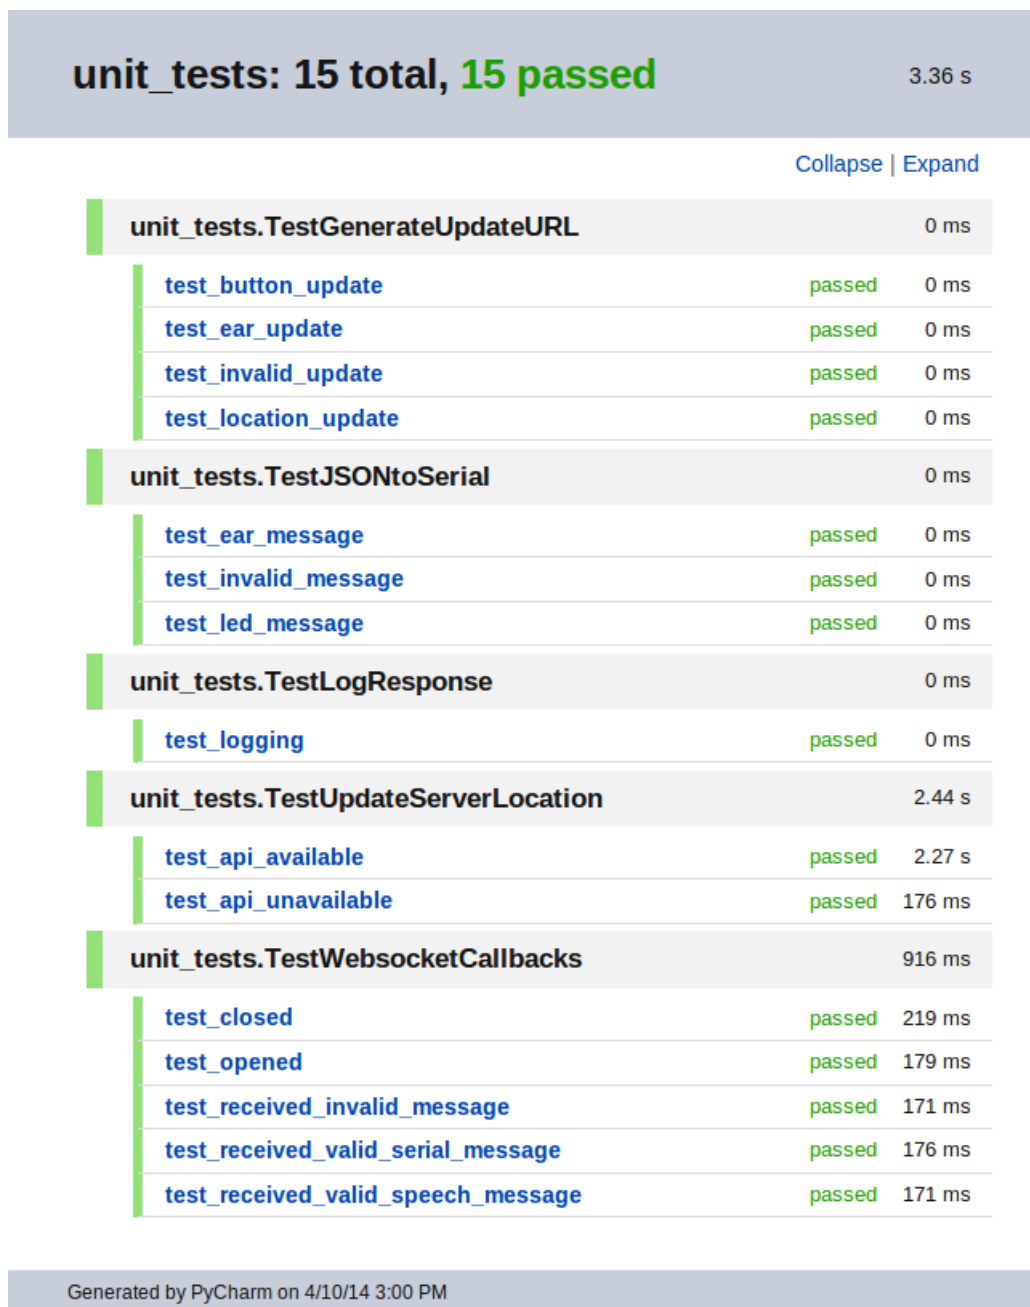 unit_tests: 15 total, 15 passed 3.36 s
Collapse | Expand
unit_tests.TestGenerateUpdateURL 0 ms
test_button_update passed 0 ms
test_ear_update passed 0 ms
test_invalid_update passed 0 ms
test_location_update passed 0 ms
unit_tests.TestJSONtoSerial 0 ms
test_ear_message passed 0 ms
test_invalid_message passed 0 ms
test_led_message passed 0 ms
unit_tests.TestLogResponse 0 ms
test_logging passed 0 ms
unit_tests.TestUpdateServerLocation 2.44 s
test_api_available passed 2.27 s
test_api_unavailable passed 176 ms
unit_tests.TestWebsocketCallbacks 916 ms
test_closed passed 219 ms
test_opened passed 179 ms
test_received_invalid_message passed 171 ms
test_received_valid_serial_message passed 176 ms
test_received_valid_speech_message passed 171 ms
Generated by PyCharm on 4/10/14 3:00 PM